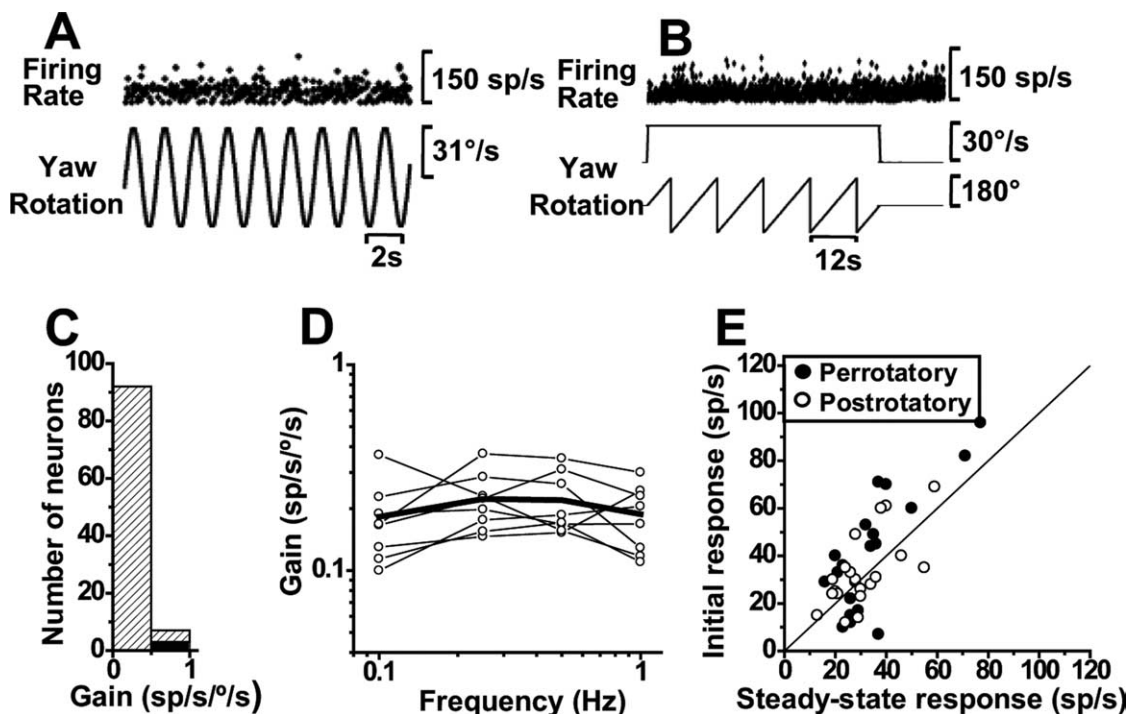 A
Firing
Rate
150 sp/s
31°/s
Yaw
Rotation
2s
B
Firing
Rate
150 sp/s
30°/s
Yaw
Rotation
180°
12s
C
Number of neurons
100
80
60
40
20
0
0 1
Gain (sp/s/°/s)
D
Gain (sp/s/º/s)
1
0.1
0.1 1
Frequency (Hz)
E
Initial response (sp/s)
120
100
80
60
40
20
0
Perrotatory
Postrotatory
0 20 40 60 80 100 120
Steady-state response (sp/s)